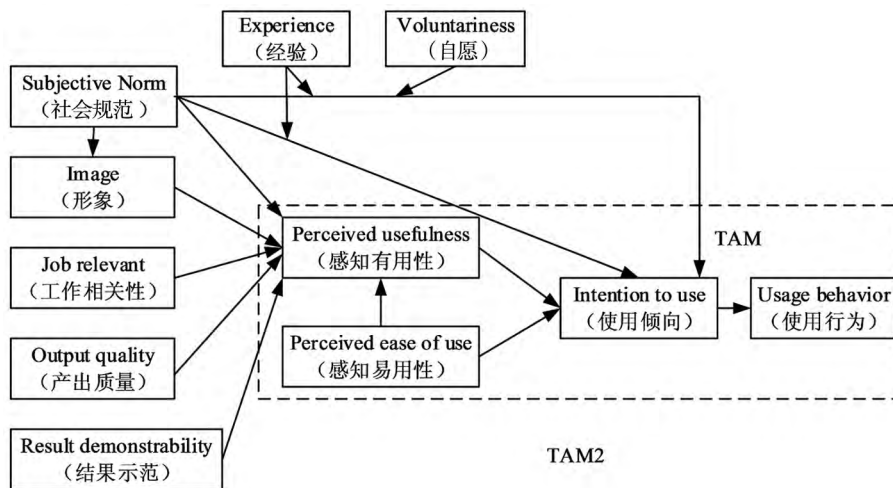 Experience
（经验）
Voluntariness
（自愿）
Subjective Norm
（社会规范）
Image
（形象）
Perceived usefulness
（感知有用性）
TAM
Job relevant
（工作相关性）
Intention to use
（使用倾向）
Usage behavior
（使用行为）
Output quality
（产出质量）
Perceived ease of use
（感知易用性）
Result demonstrability
（结果示范）
TAM2